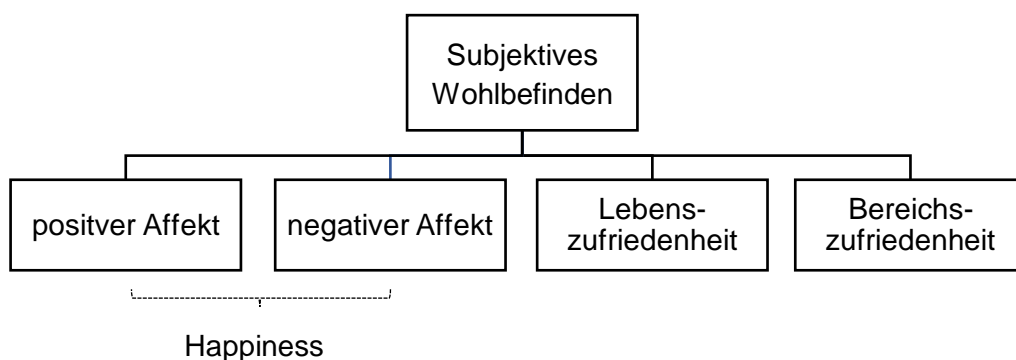 Subjektives
Wohlbefinden
positver Affekt
negativer Affekt
Lebens-
zufriedenheit
Bereichs-
zufriedenheit
Happiness